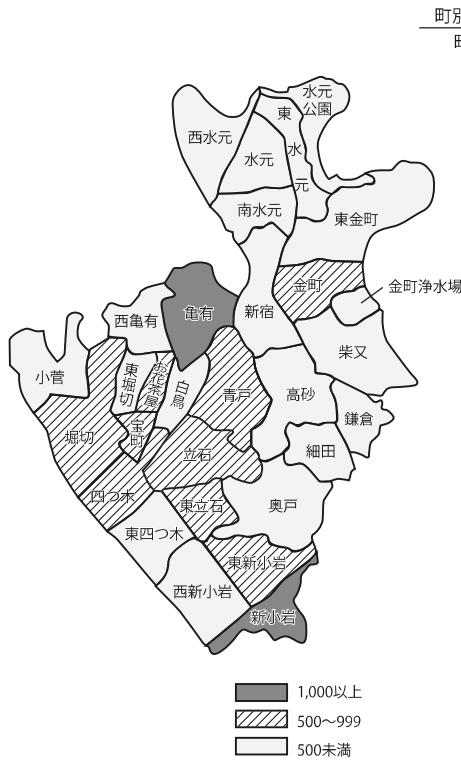 町別
水元
公園
西水元
東水元
水元
南水元
東金町
金町
金町浄水場
新宿
亀有
西亀有
柴又
小菅
東堀切
お花茶屋
白鳥
青戸
高砂
鎌倉
堀切
宝町
立石
細田
四つ木
東立石
奥戸
東四つ木
東新小岩
西新小岩
新小岩
1,000以上
500〜999
500未満